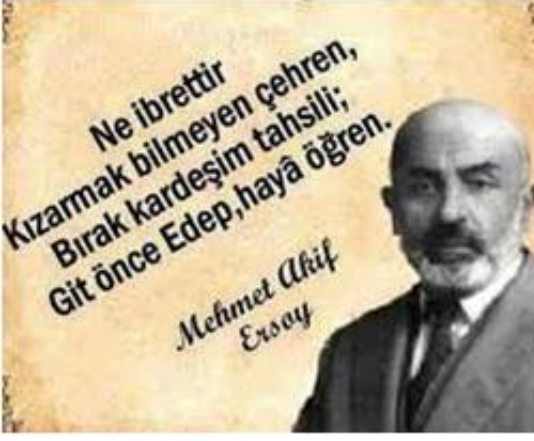 Ne ibrettir
Kızarmak bilmeyen çehren,
Bırak kardeşim tahsili;
Git önce Edep,hayâ öğren.
Mehmet Akif
Ersoy